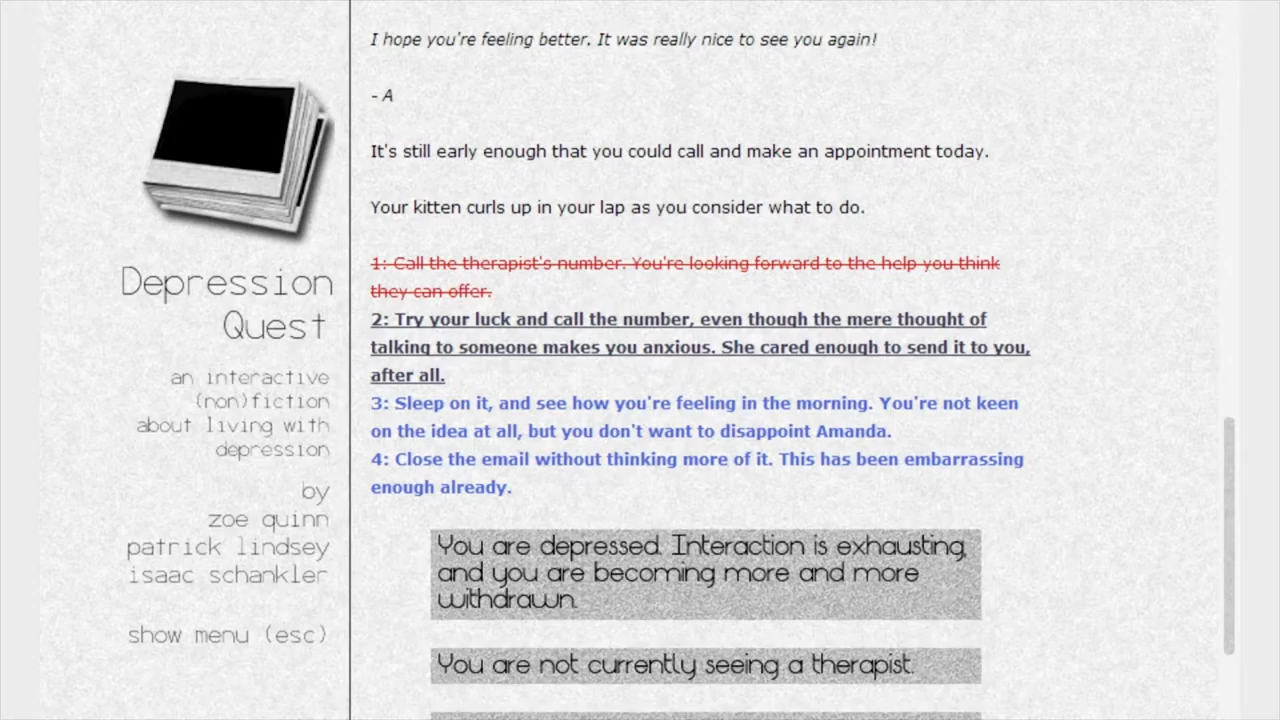 Depression
Quest
an interactive
(non)fiction
about living with
depression
by
zoe quinn
patrick lindsey
isaac schankler
show menu (esc)
I hope you're feeling better. It was really nice to see you again!
- A
It's still early enough that you could call and make an appointment today.
Your kitten curls up in your lap as you consider what to do.
1: Call the therapist's number. You're looking forward to the help you think
they can offer.
2: Try your luck and call the number, even though the mere thought of
talking to someone makes you anxious. She cared enough to send it to you,
after all.
3: Sleep on it, and see how you're feeling in the morning. You're not keen
on the idea at all, but you don't want to disappoint Amanda.
4: Close the email without thinking more of it. This has been embarrassing
enough already.
You are depressed. Interaction is exhausting,
and you are becoming more and more
withdrawn.
You are not currently seeing a therapist.